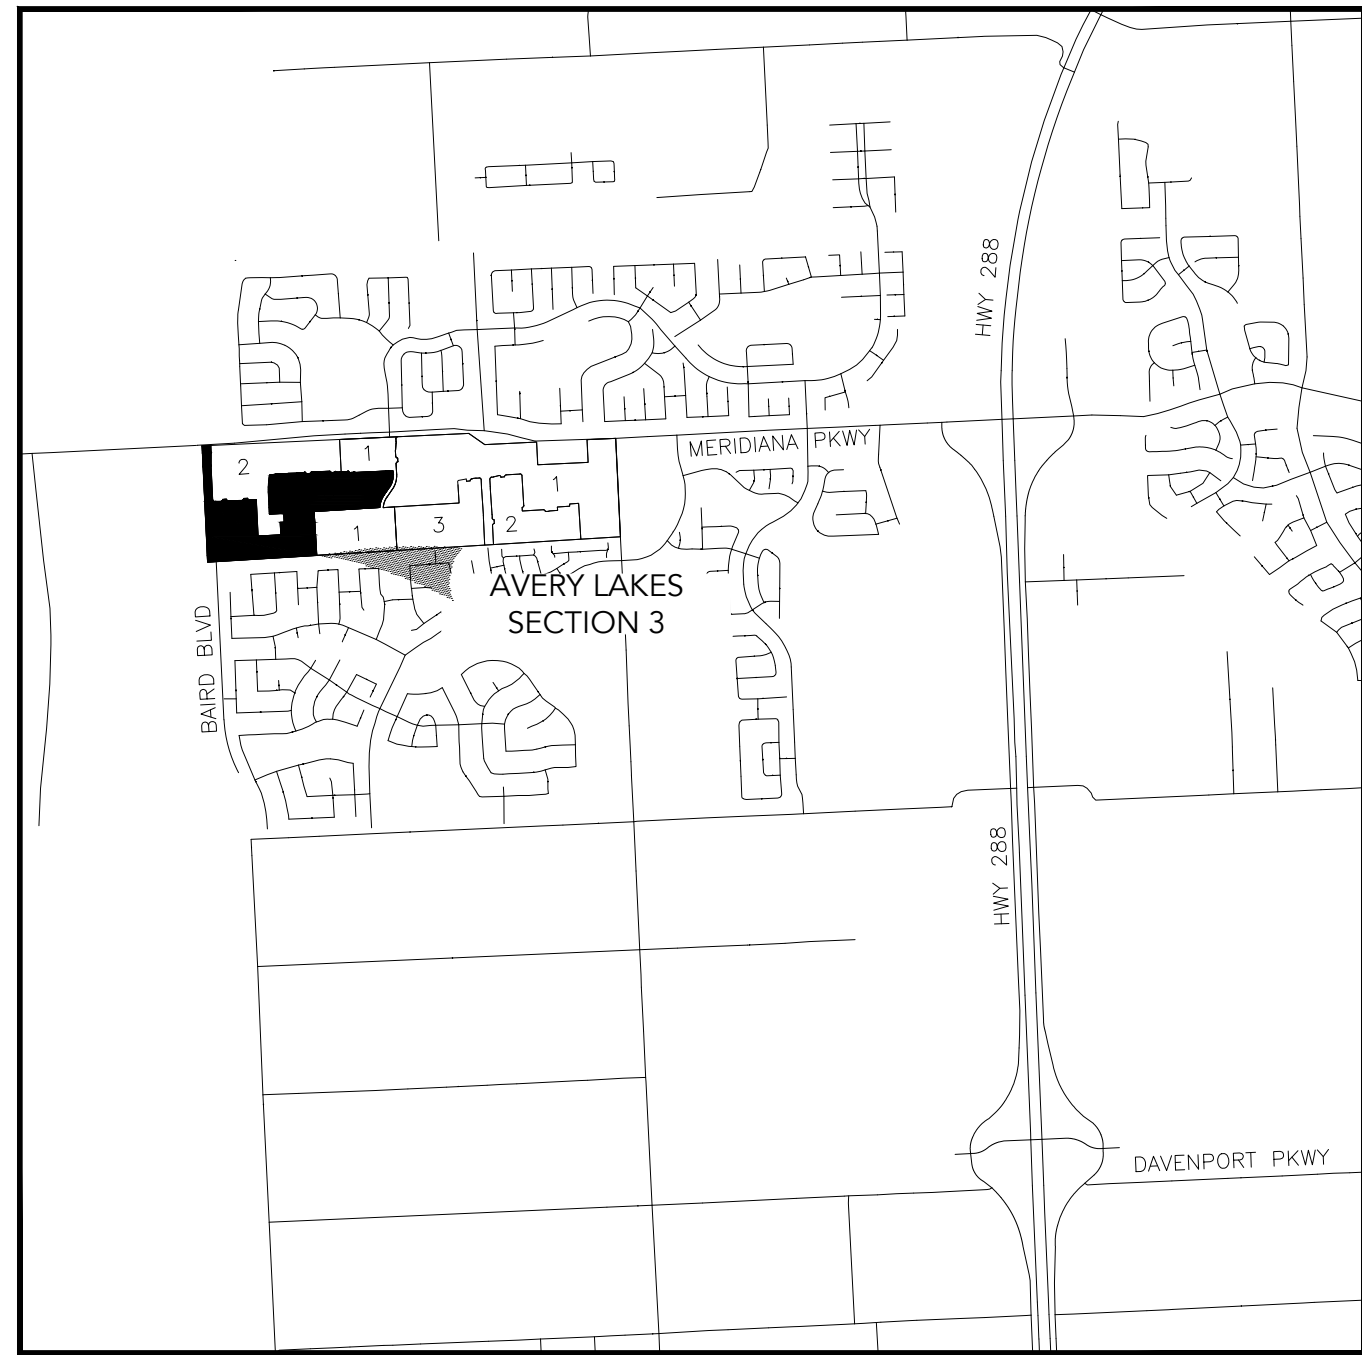 HWY 288
MERIDIANA PKWY
2
1
1
1
3
2
AVERY LAKES
SECTION 3
BAIRD BLVD
HWY 288
DAVENPORT PKWY